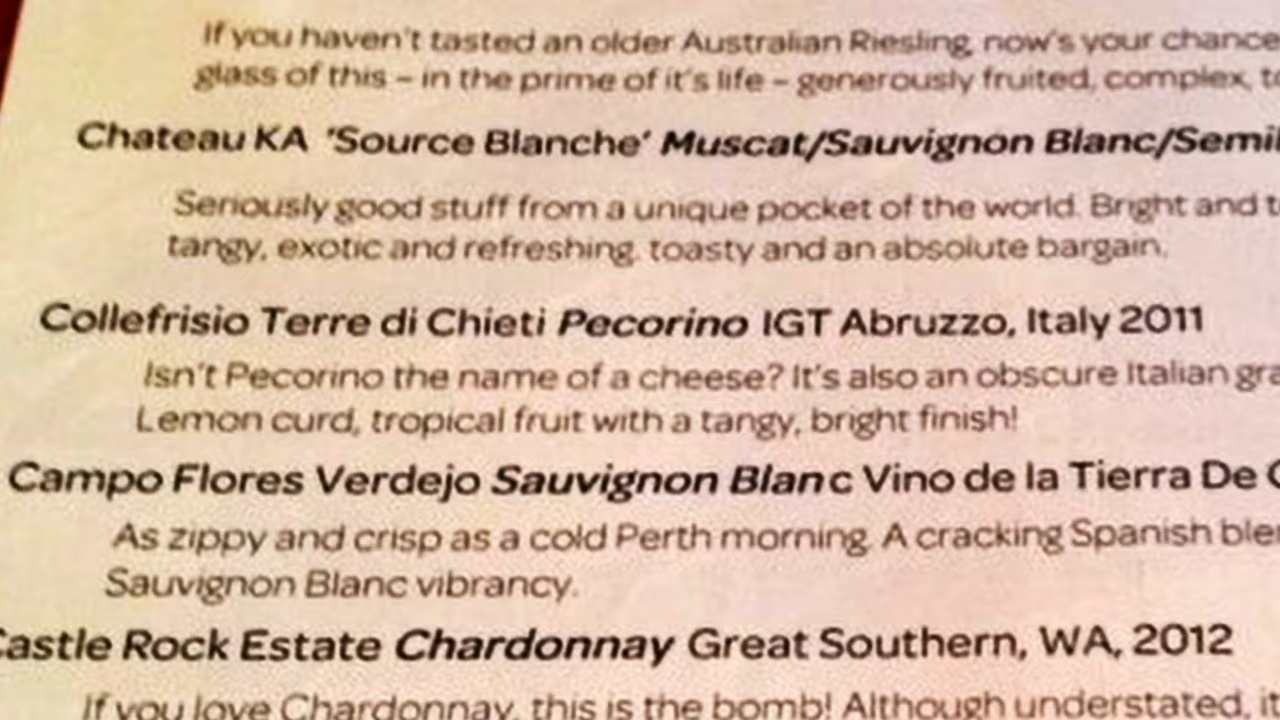 If you haven't tasted an older Australian Riesling, now's your chance
glass of this – in the prime of it's life – generously fruited, complex, to
Chateau KA 'Source Blanche' Muscat/Sauvignon Blanc/Semil
Seriously good stuff from a unique pocket of the world. Bright and t
tangy, exotic and refreshing. toasty and an absolute bargain.
Collefrisio Terre di Chieti Pecorino IGT Abruzzo, Italy 2011
Isn't Pecorino the name of a cheese? It's also an obscure Italian gra
Lemon curd, tropical fruit with a tangy, bright finish!
Campo Flores Verdejo Sauvignon Blanc Vino de la Tierra De C
As zippy and crisp as a cold Perth morning. A cracking Spanish blen
Sauvignon Blanc vibrancy.
Castle Rock Estate Chardonnay Great Southern, WA, 2012
If you love Chardonnay, this is the bomb! Although understated, it